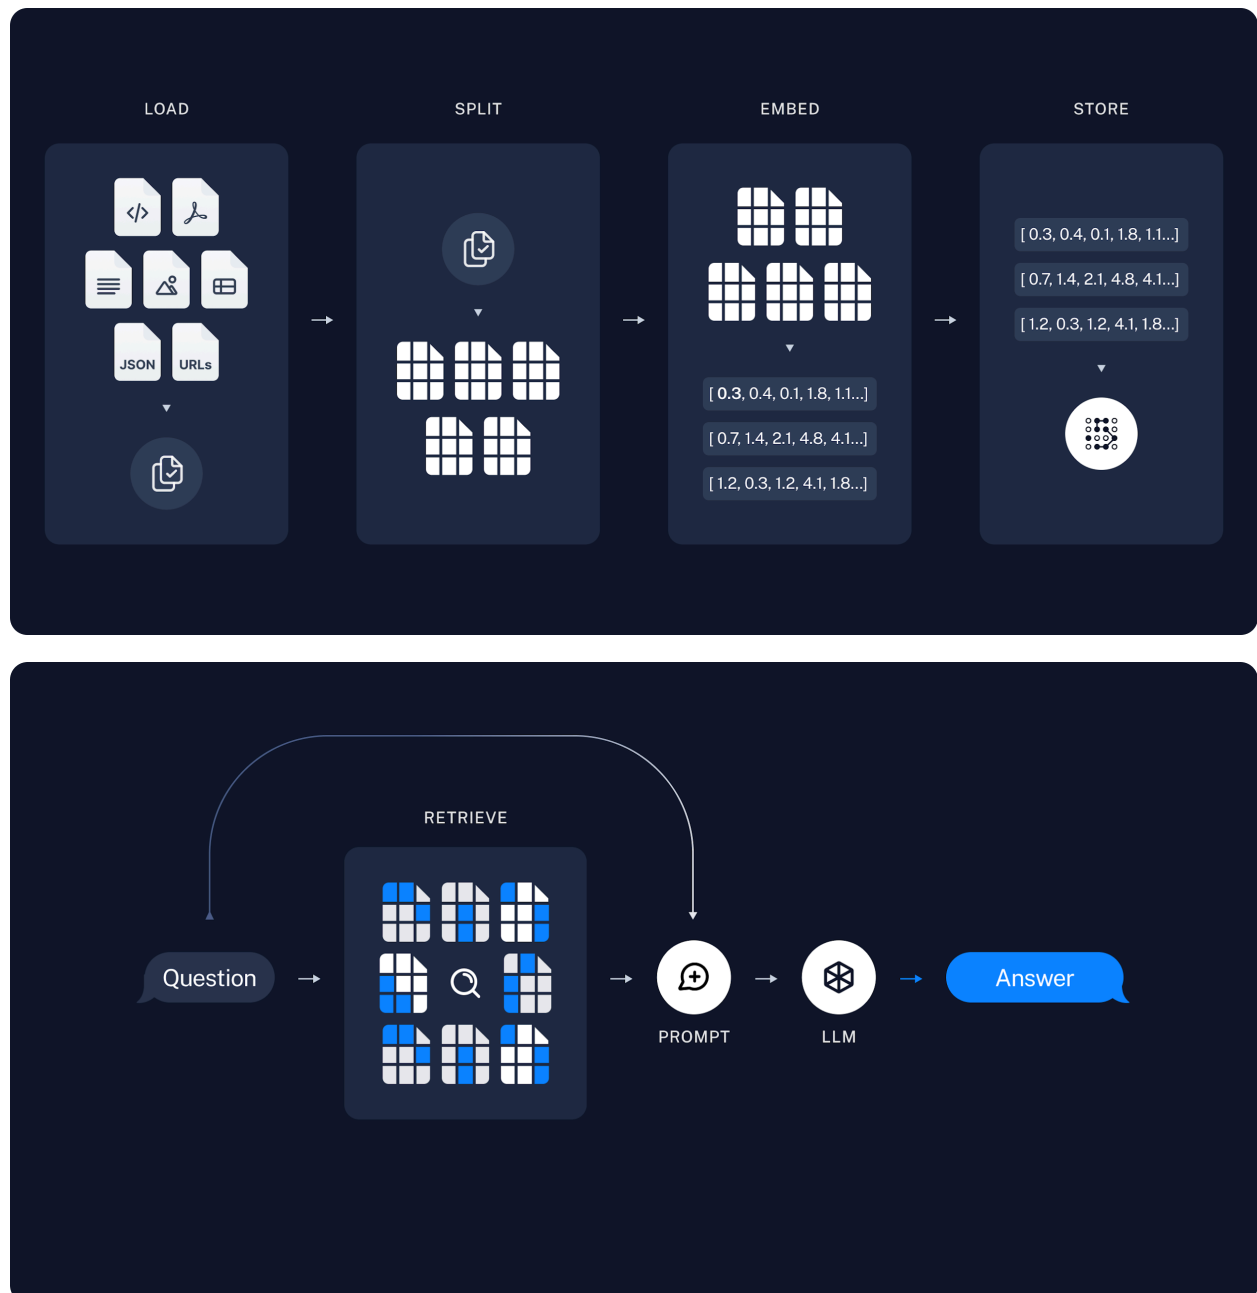 LOAD
SPLIT
EMBED
STORE
JSON
URLs
[ 0.3, 0.4, 0.1, 1.8, 1.1...]
[ 0.7, 1.4, 2.1, 4.8, 4.1...]
[ 1.2, 0.3, 1.2, 4.1, 1.8...]
[ 0.3, 0.4, 0.1, 1.8, 1.1...]
[ 0.7, 1.4, 2.1, 4.8, 4.1...]
[ 1.2, 0.3, 1.2, 4.1, 1.8...]
RETRIEVE
Question
PROMPT
LLM
Answer